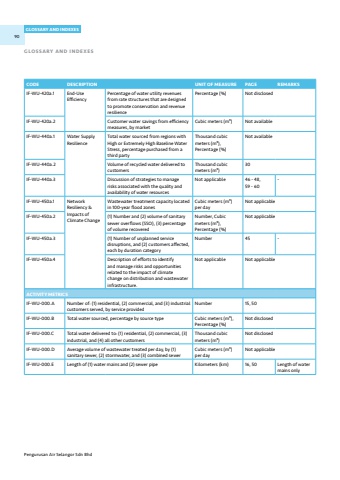 GLOSSARY AND INDEXES
90
GLOSSARY AND INDEXES
CODE DESCRIPTION UNIT OF MEASURE PAGE REMARKS
IF-WU-420a.1 End-Use Efficiency Percentage of water utility revenues from rate structures that are designed to promote conservation and revenue resilience Percentage (%) Not disclosed
IF-WU-420a.2 Customer water savings from efficiency measures, by market Cubic meters (m³) Not available
IF-WU-440a.1 Water Supply Resilience Total water sourced from regions with High or Extremely High Baseline Water Stress, percentage purchased from a third party Thousand cubic meters (m³), Percentage (%) Not available
IF-WU-440a.2 Volume of recycled water delivered to customers Thousand cubic meters (m³) 30
IF-WU-440a.3 Discussion of strategies to manage risks associated with the quality and availability of water resources Not applicable 46 - 48, 59 - 60 –
IF-WU-450a.1 Network Resiliency & Impacts of Climate Change Wastewater treatment capacity located in 100-year flood zones Cubic meters (m³) per day Not applicable
IF-WU-450a.2 (1) Number and (2) volume of sanitary sewer overflows (SSO), (3) percentage of volume recovered Number, Cubic meters (m³), Percentage (%) Not applicable
IF-WU-450a.3 (1) Number of unplanned service disruptions, and (2) customers affected, each by duration category Number 45 –
IF-WU-450a.4 Description of efforts to identify and manage risks and opportunities related to the impact of climate change on distribution and wastewater infrastructure. Not applicable Not applicable
ACTIVITY METRICS
IF-WU-000.A Number of: (1) residential, (2) commercial, and (3) industrial customers served, by service provided Number 15, 50
IF-WU-000.B Total water sourced, percentage by source type Cubic meters (m³), Percentage (%) Not disclosed
IF-WU-000.C Total water delivered to: (1) residential, (2) commercial, (3) industrial, and (4) all other customers Thousand cubic meters (m³) Not disclosed
IF-WU-000.D Average volume of wastewater treated per day, by (1) sanitary sewer, (2) stormwater, and (3) combined sewer Cubic meters (m³) per day Not applicable
IF-WU-000.E Length of (1) water mains and (2) sewer pipe Kilometers (km) 16, 50 Length of water mains only
Pengurusan Air Selangor Sdn Bhd